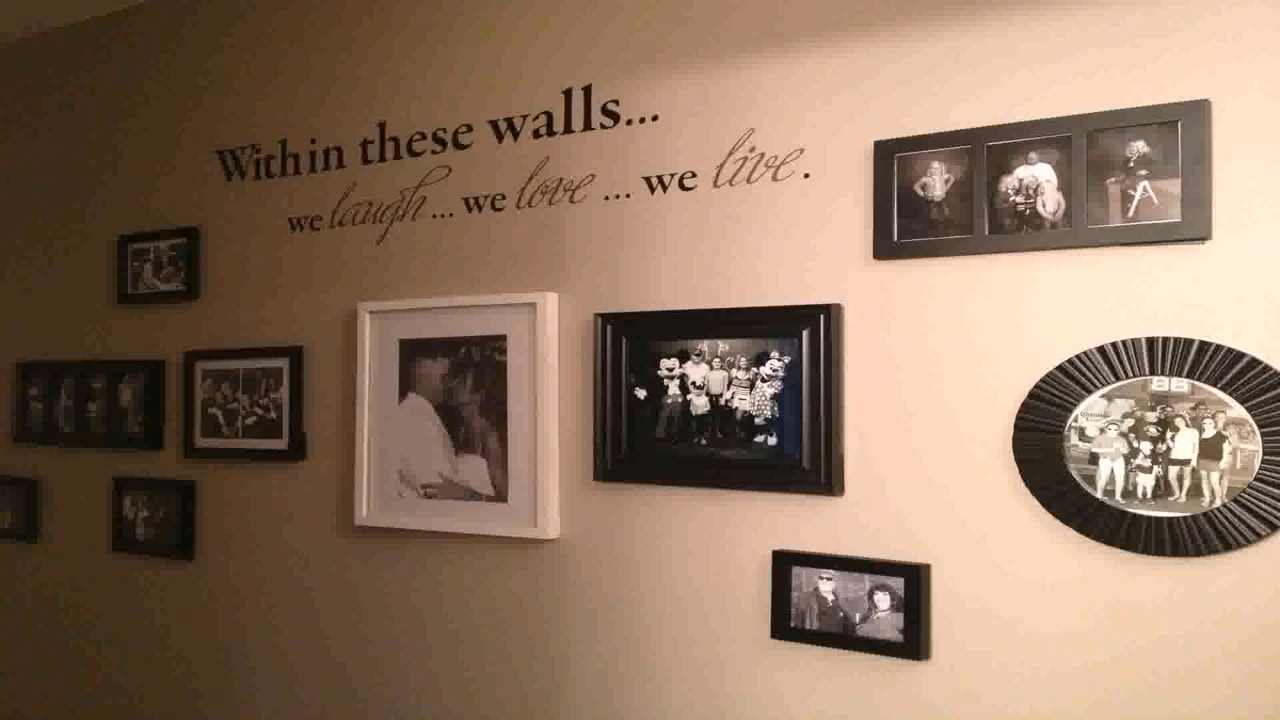 Within these walls...
we laugh... we love ... we live.